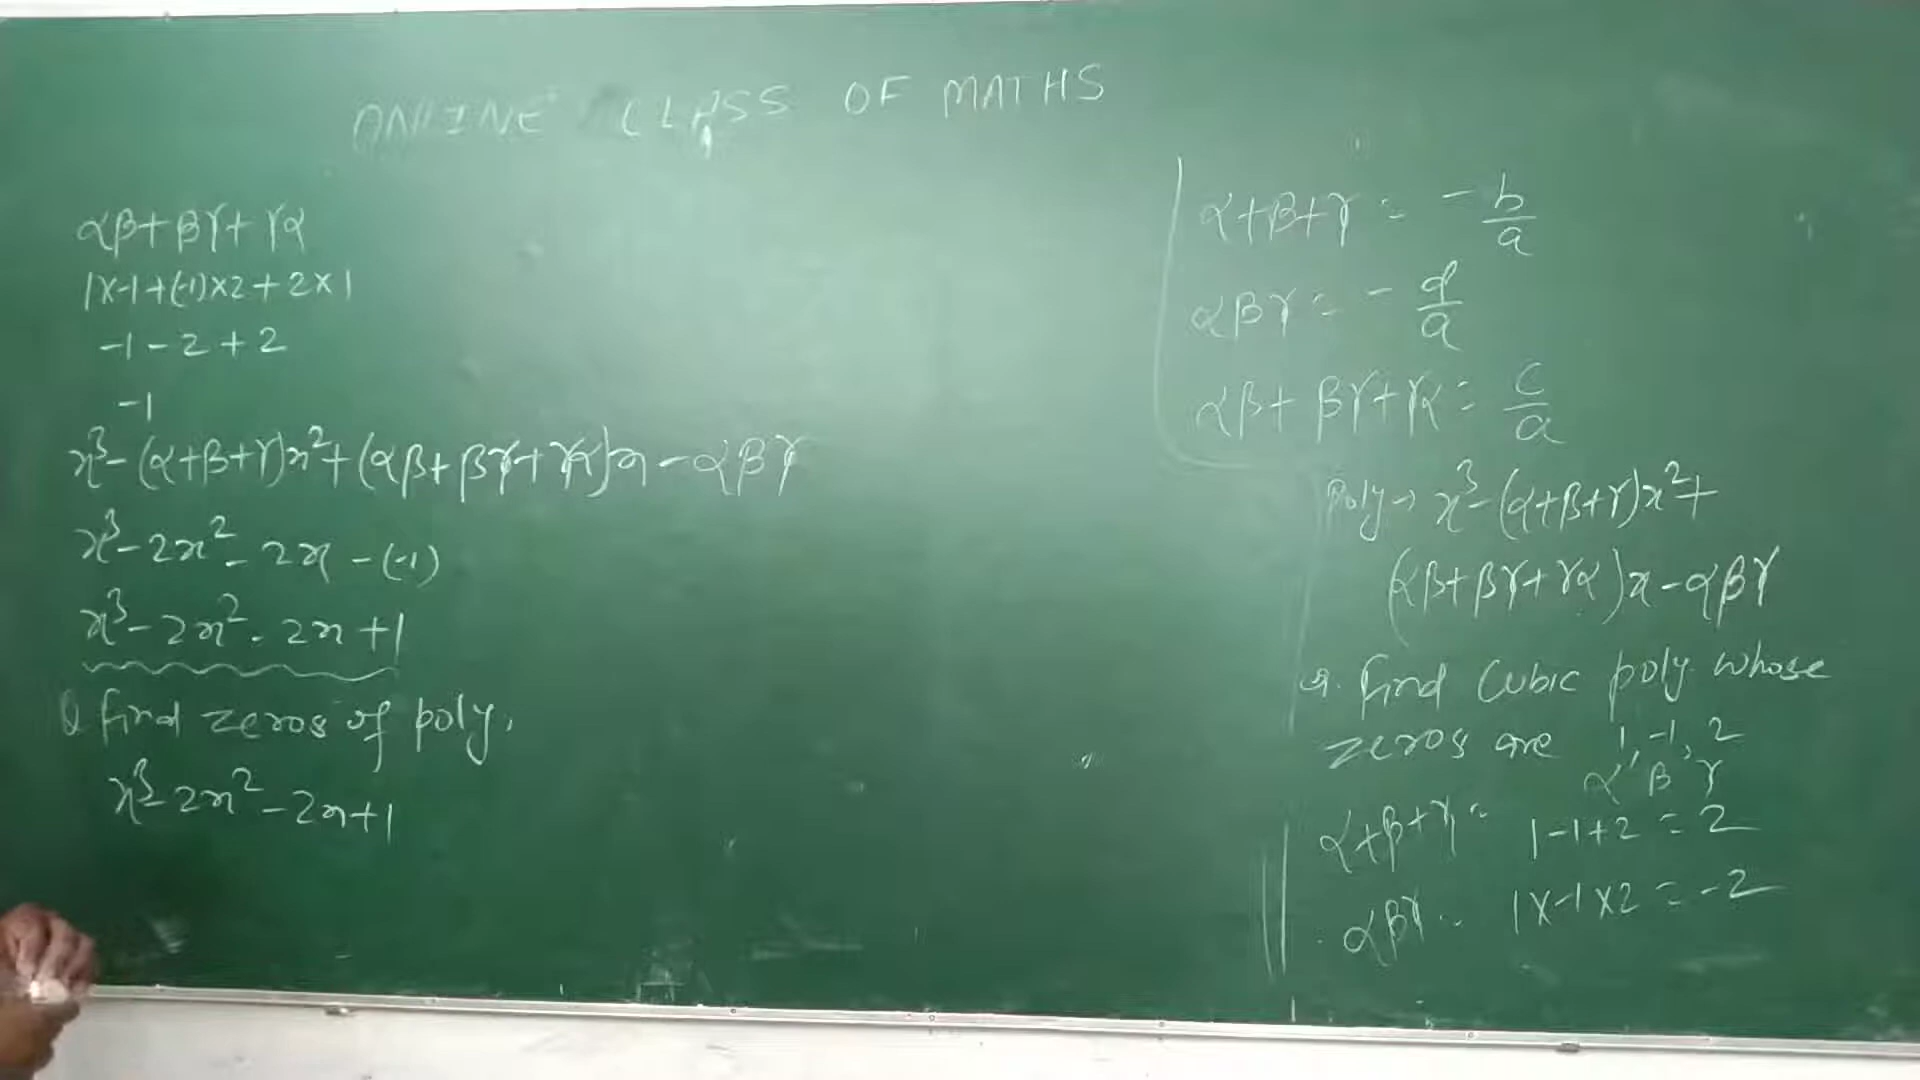 ONLINE CLASS OF MATHS
αβ+βγ+γα
1×-1+(-1)×2+2×1
-1-2+2
-1
x³-(α+β+γ)x²+(αβ+βγ+γα)x-αβγ
x³-2x²-2x-(-1)
x³-2x²-2x+1
Q find zeros of poly,
x³-2x²-2x+1
α+β+γ = -b/a
αβγ = -d/a
αβ+βγ+γα = c/a
Poly→ x³-(α+β+γ)x²+
(αβ+βγ+γα)x-αβγ
Q. find Cubic poly. whose
zeros are 1, -1, 2
α β γ
α+β+γ = 1-1+2 = 2
αβγ = 1×-1×2 = -2